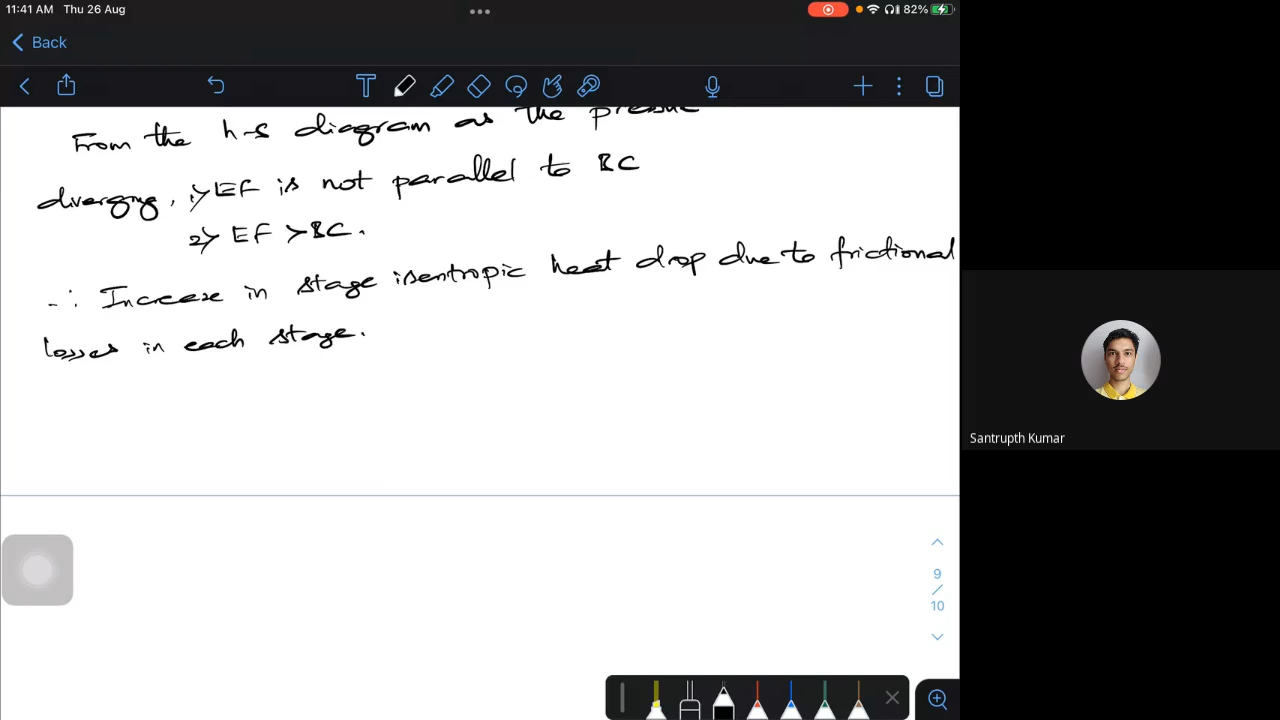 11:41 AM Thu 26 Aug
82%
Back
T
From the h-s diagram as the pressure
diverging, 1) EF is not parallel to BC
2) EF > BC.
∴ Increase in stage isentropic heat drop due to frictional
losses in each stage.
Santrupth Kumar
9
/
10